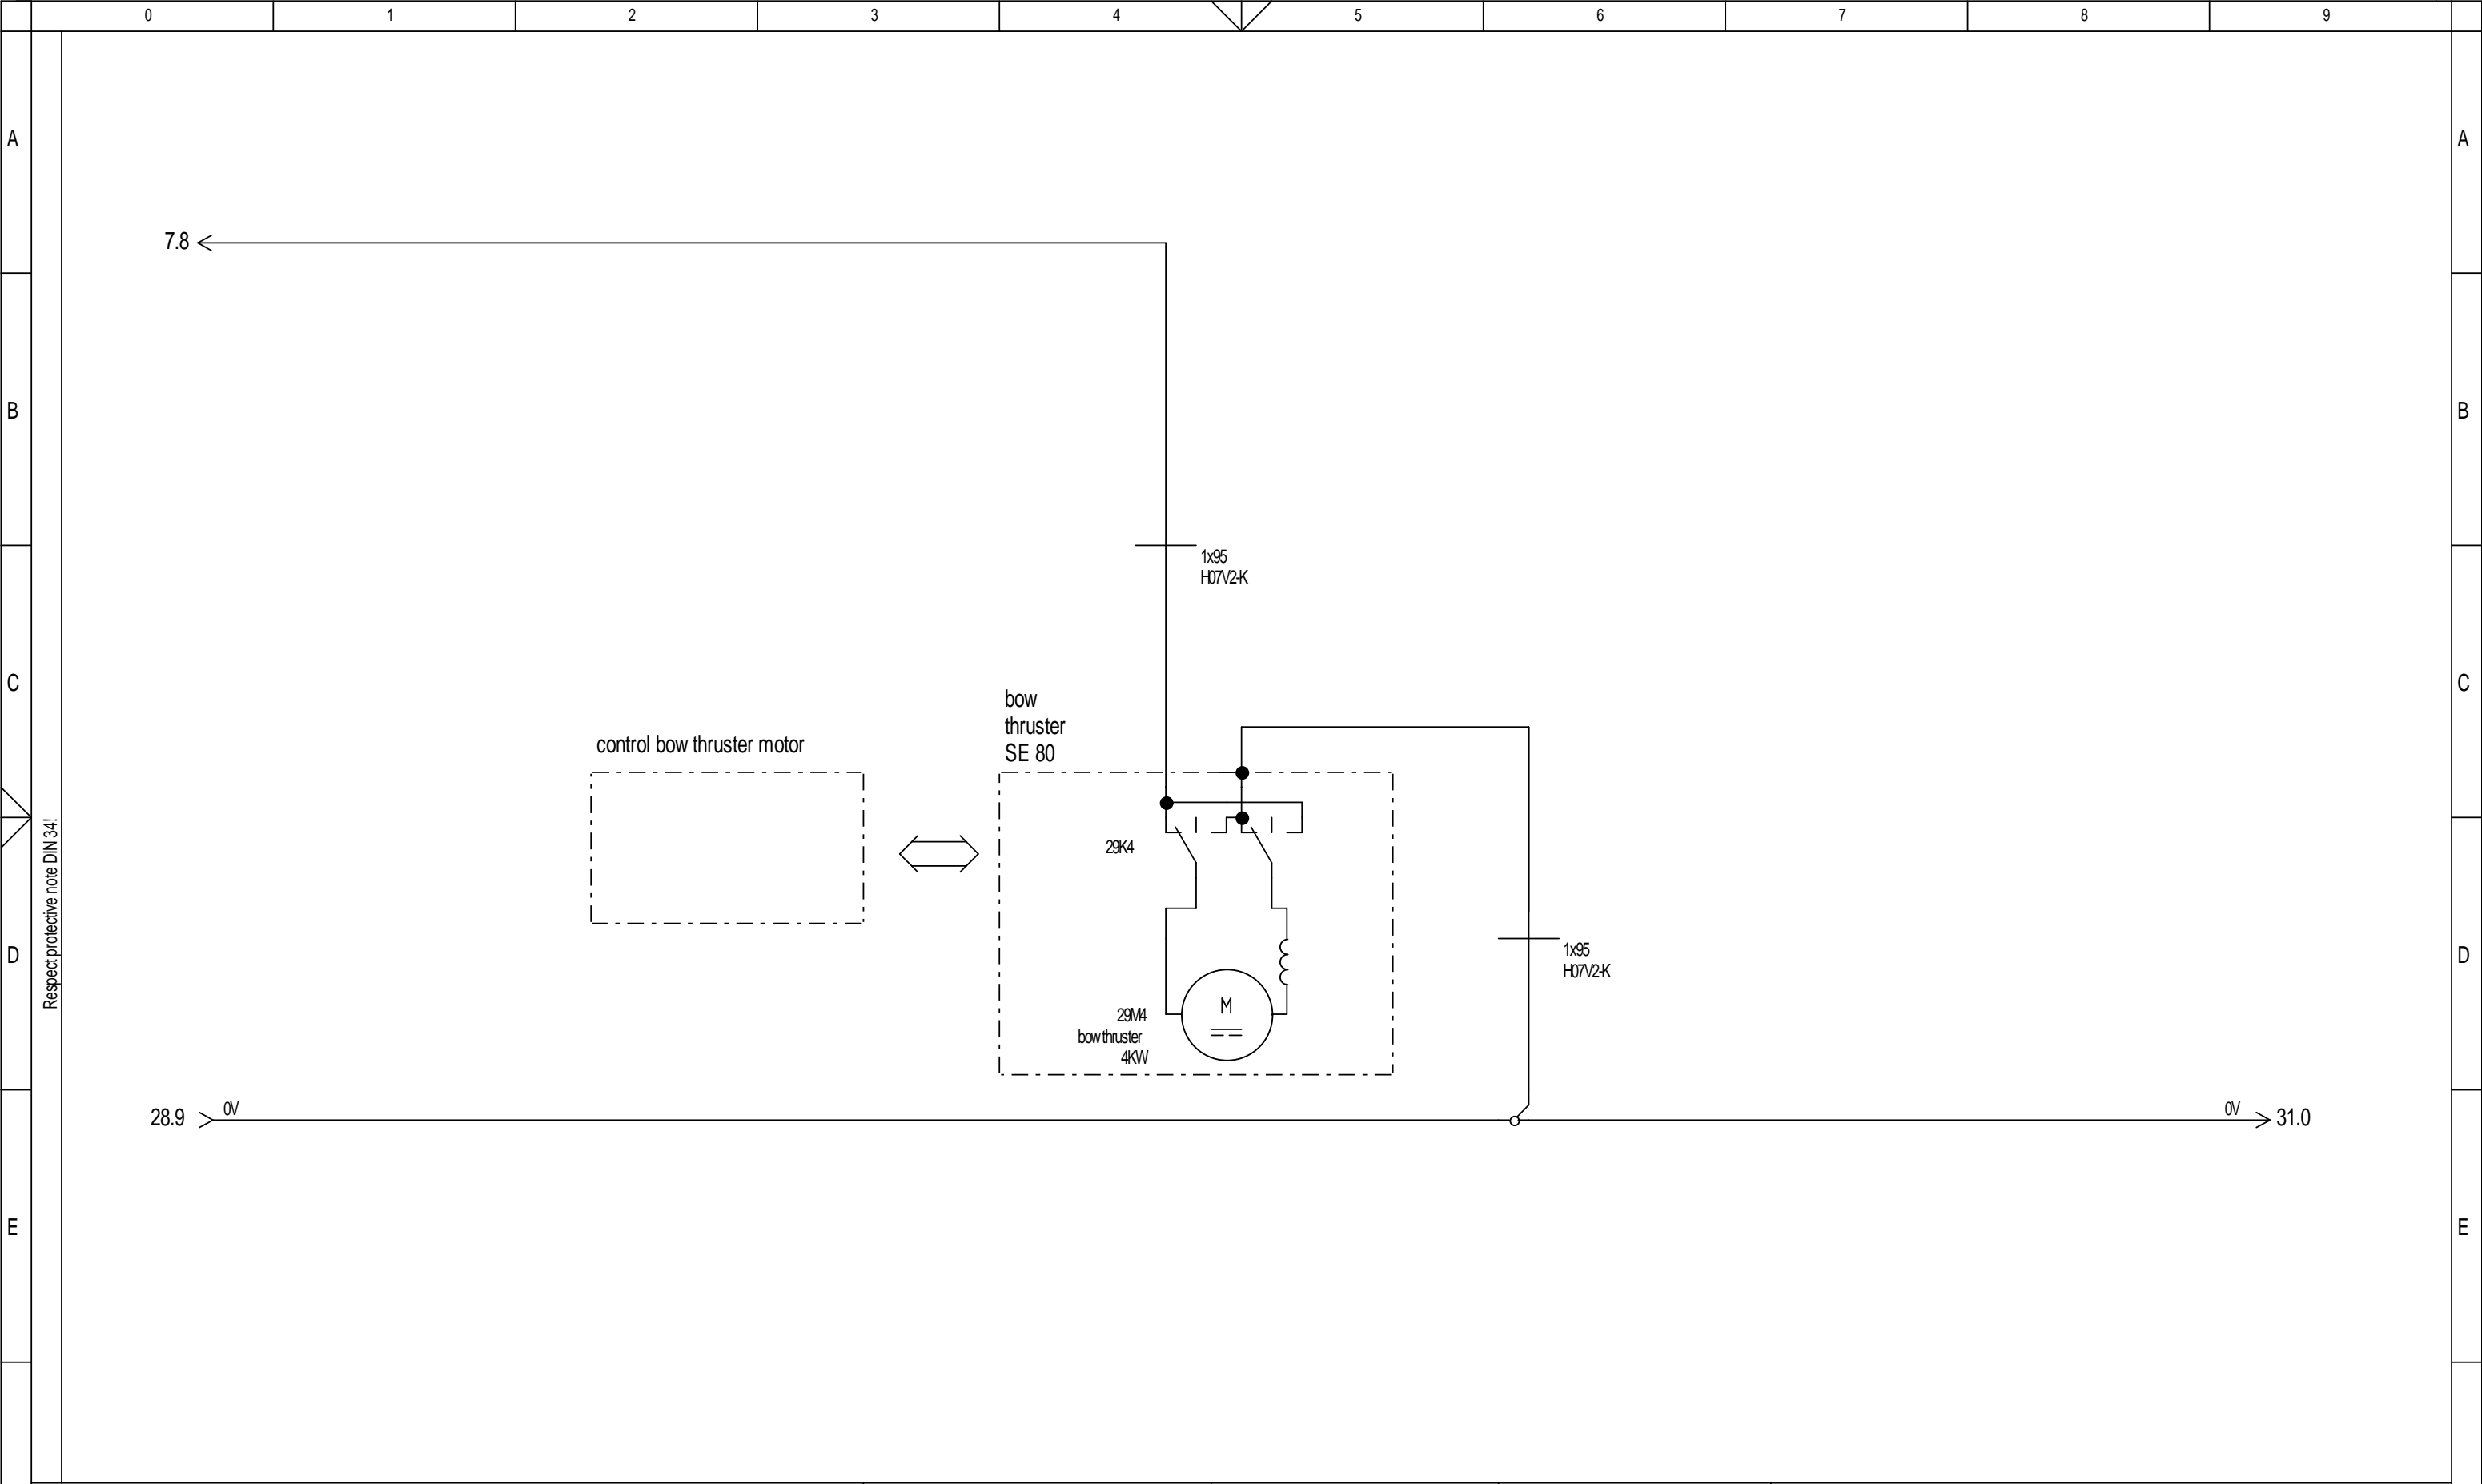 0 1 2 3 4 5 6 7 8 9
A A
7.8
B B
1x95
H07V2-K
C C
bow
thruster
SE 80
control bow thruster motor
29K4
Respect protective note DIN 34!
D D
1x95
H07V2-K
M
29M4
bow thruster
4KW
28.9 0V 0V 31.0
E E